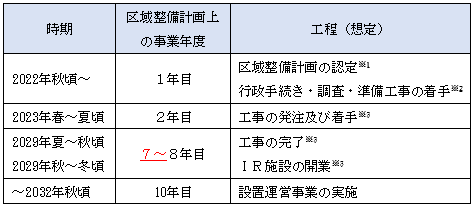 時期
区域整備計画上
の事業年度
工程（想定）
2022年秋頃～
１年目
区域整備計画の認定※1
行政手続き・調査・準備工事の着手※2
2023年春～夏頃
２年目
工事の発注及び着手※3
2029年夏～秋頃
2029年秋～冬頃
７～８年目
工事の完了※3
ＩＲ施設の開業※3
～2032年秋頃
10年目
設置運営事業の実施